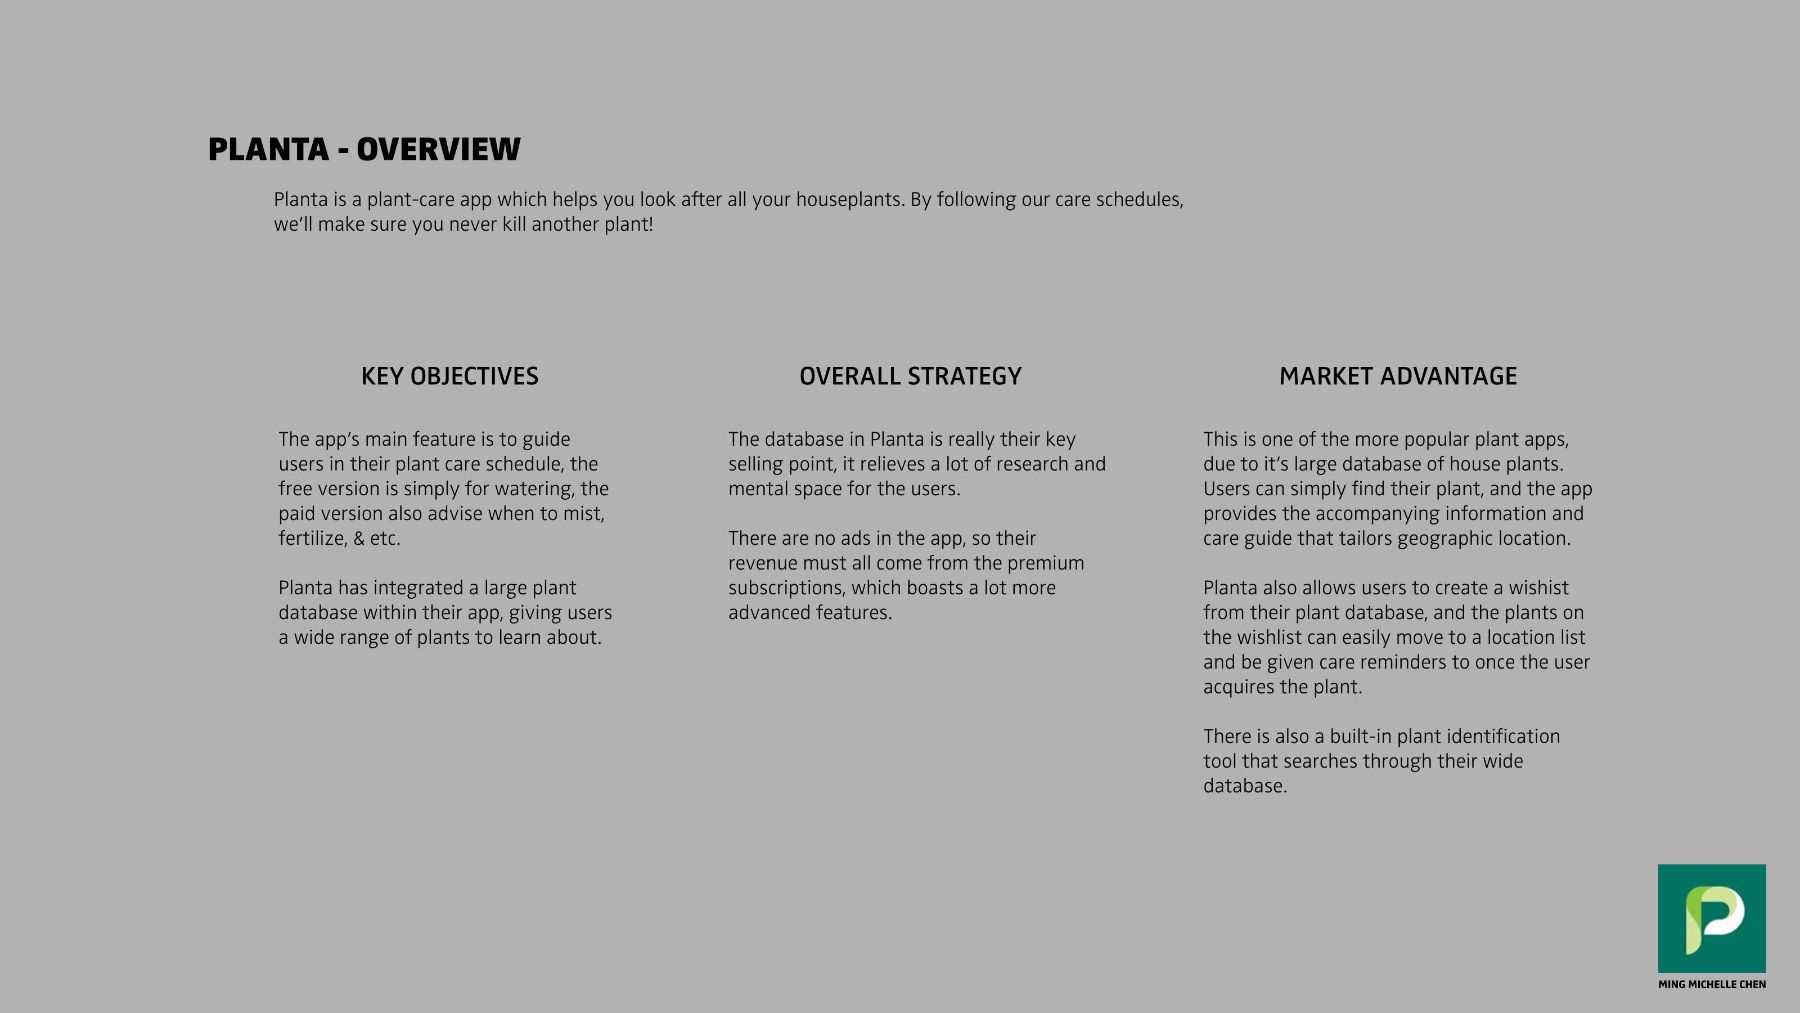 PLANTA - OVERVIEW
Planta is a plant-care app which helps you look after all your houseplants. By following our care schedules,
we’ll make sure you never kill another plant!
KEY OBJECTIVES
The app’s main feature is to guide
users in their plant care schedule, the
free version is simply for watering, the
paid version also advise when to mist,
fertilize, & etc.
Planta has integrated a large plant
database within their app, giving users
a wide range of plants to learn about.
OVERALL STRATEGY
The database in Planta is really their key
selling point, it relieves a lot of research and
mental space for the users.
There are no ads in the app, so their
revenue must all come from the premium
subscriptions, which boasts a lot more
advanced features.
MARKET ADVANTAGE
This is one of the more popular plant apps,
due to it’s large database of house plants.
Users can simply find their plant, and the app
provides the accompanying information and
care guide that tailors geographic location.
Planta also allows users to create a wishist
from their plant database, and the plants on
the wishlist can easily move to a location list
and be given care reminders to once the user
acquires the plant.
There is also a built-in plant identification
tool that searches through their wide
database.
MING MICHELLE CHEN